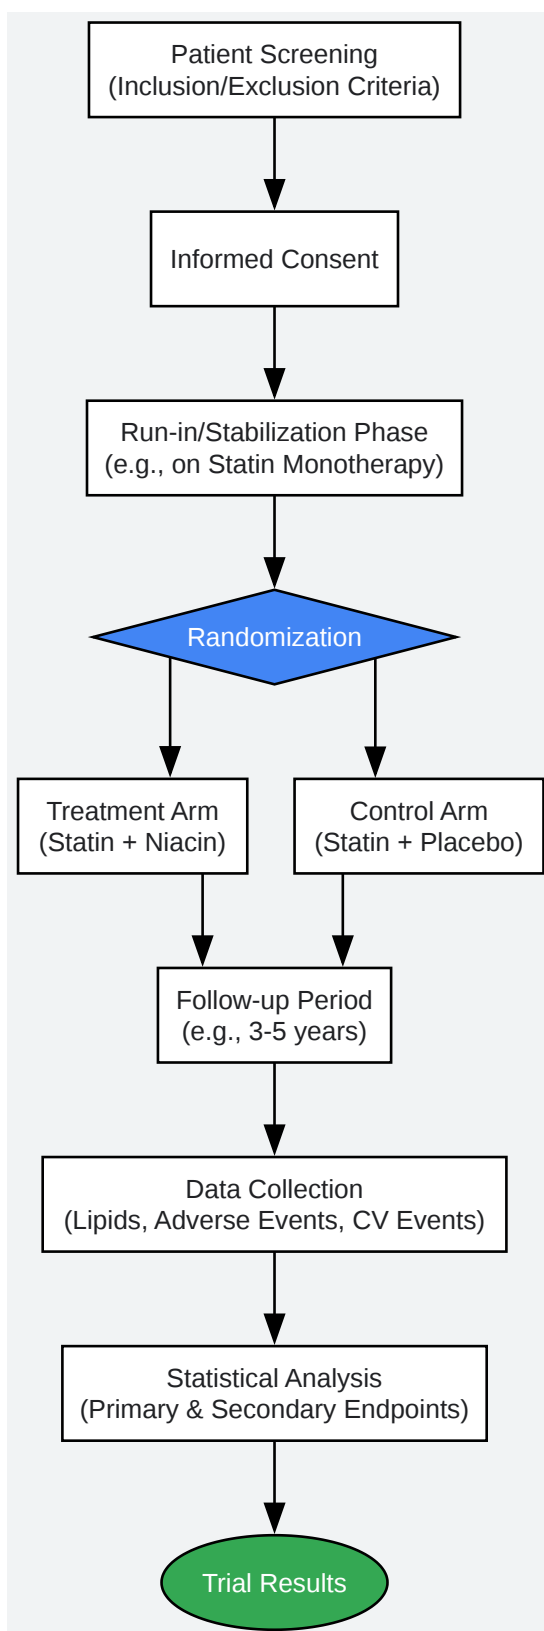 Patient Screening
(Inclusion/Exclusion Criteria)
Informed Consent
Run-in/Stabilization Phase
(e.g., on Statin Monotherapy)
Randomization
Treatment Arm
(Statin + Niacin)
Control Arm
(Statin + Placebo)
Follow-up Period
(e.g., 3-5 years)
Data Collection
(Lipids, Adverse Events, CV Events)
Statistical Analysis
(Primary & Secondary Endpoints)
Trial Results